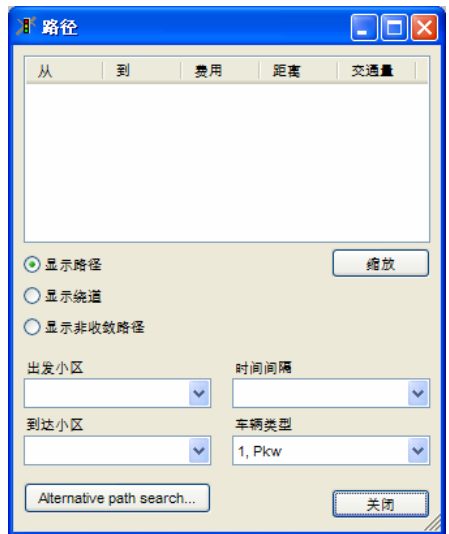 路径
从 到 费用 距离 交通量
显示路径 缩放
显示绕道
显示非收敛路径
出发小区 时间间隔
到达小区 车辆类型
1, Pkw
Alternative path search... 关闭